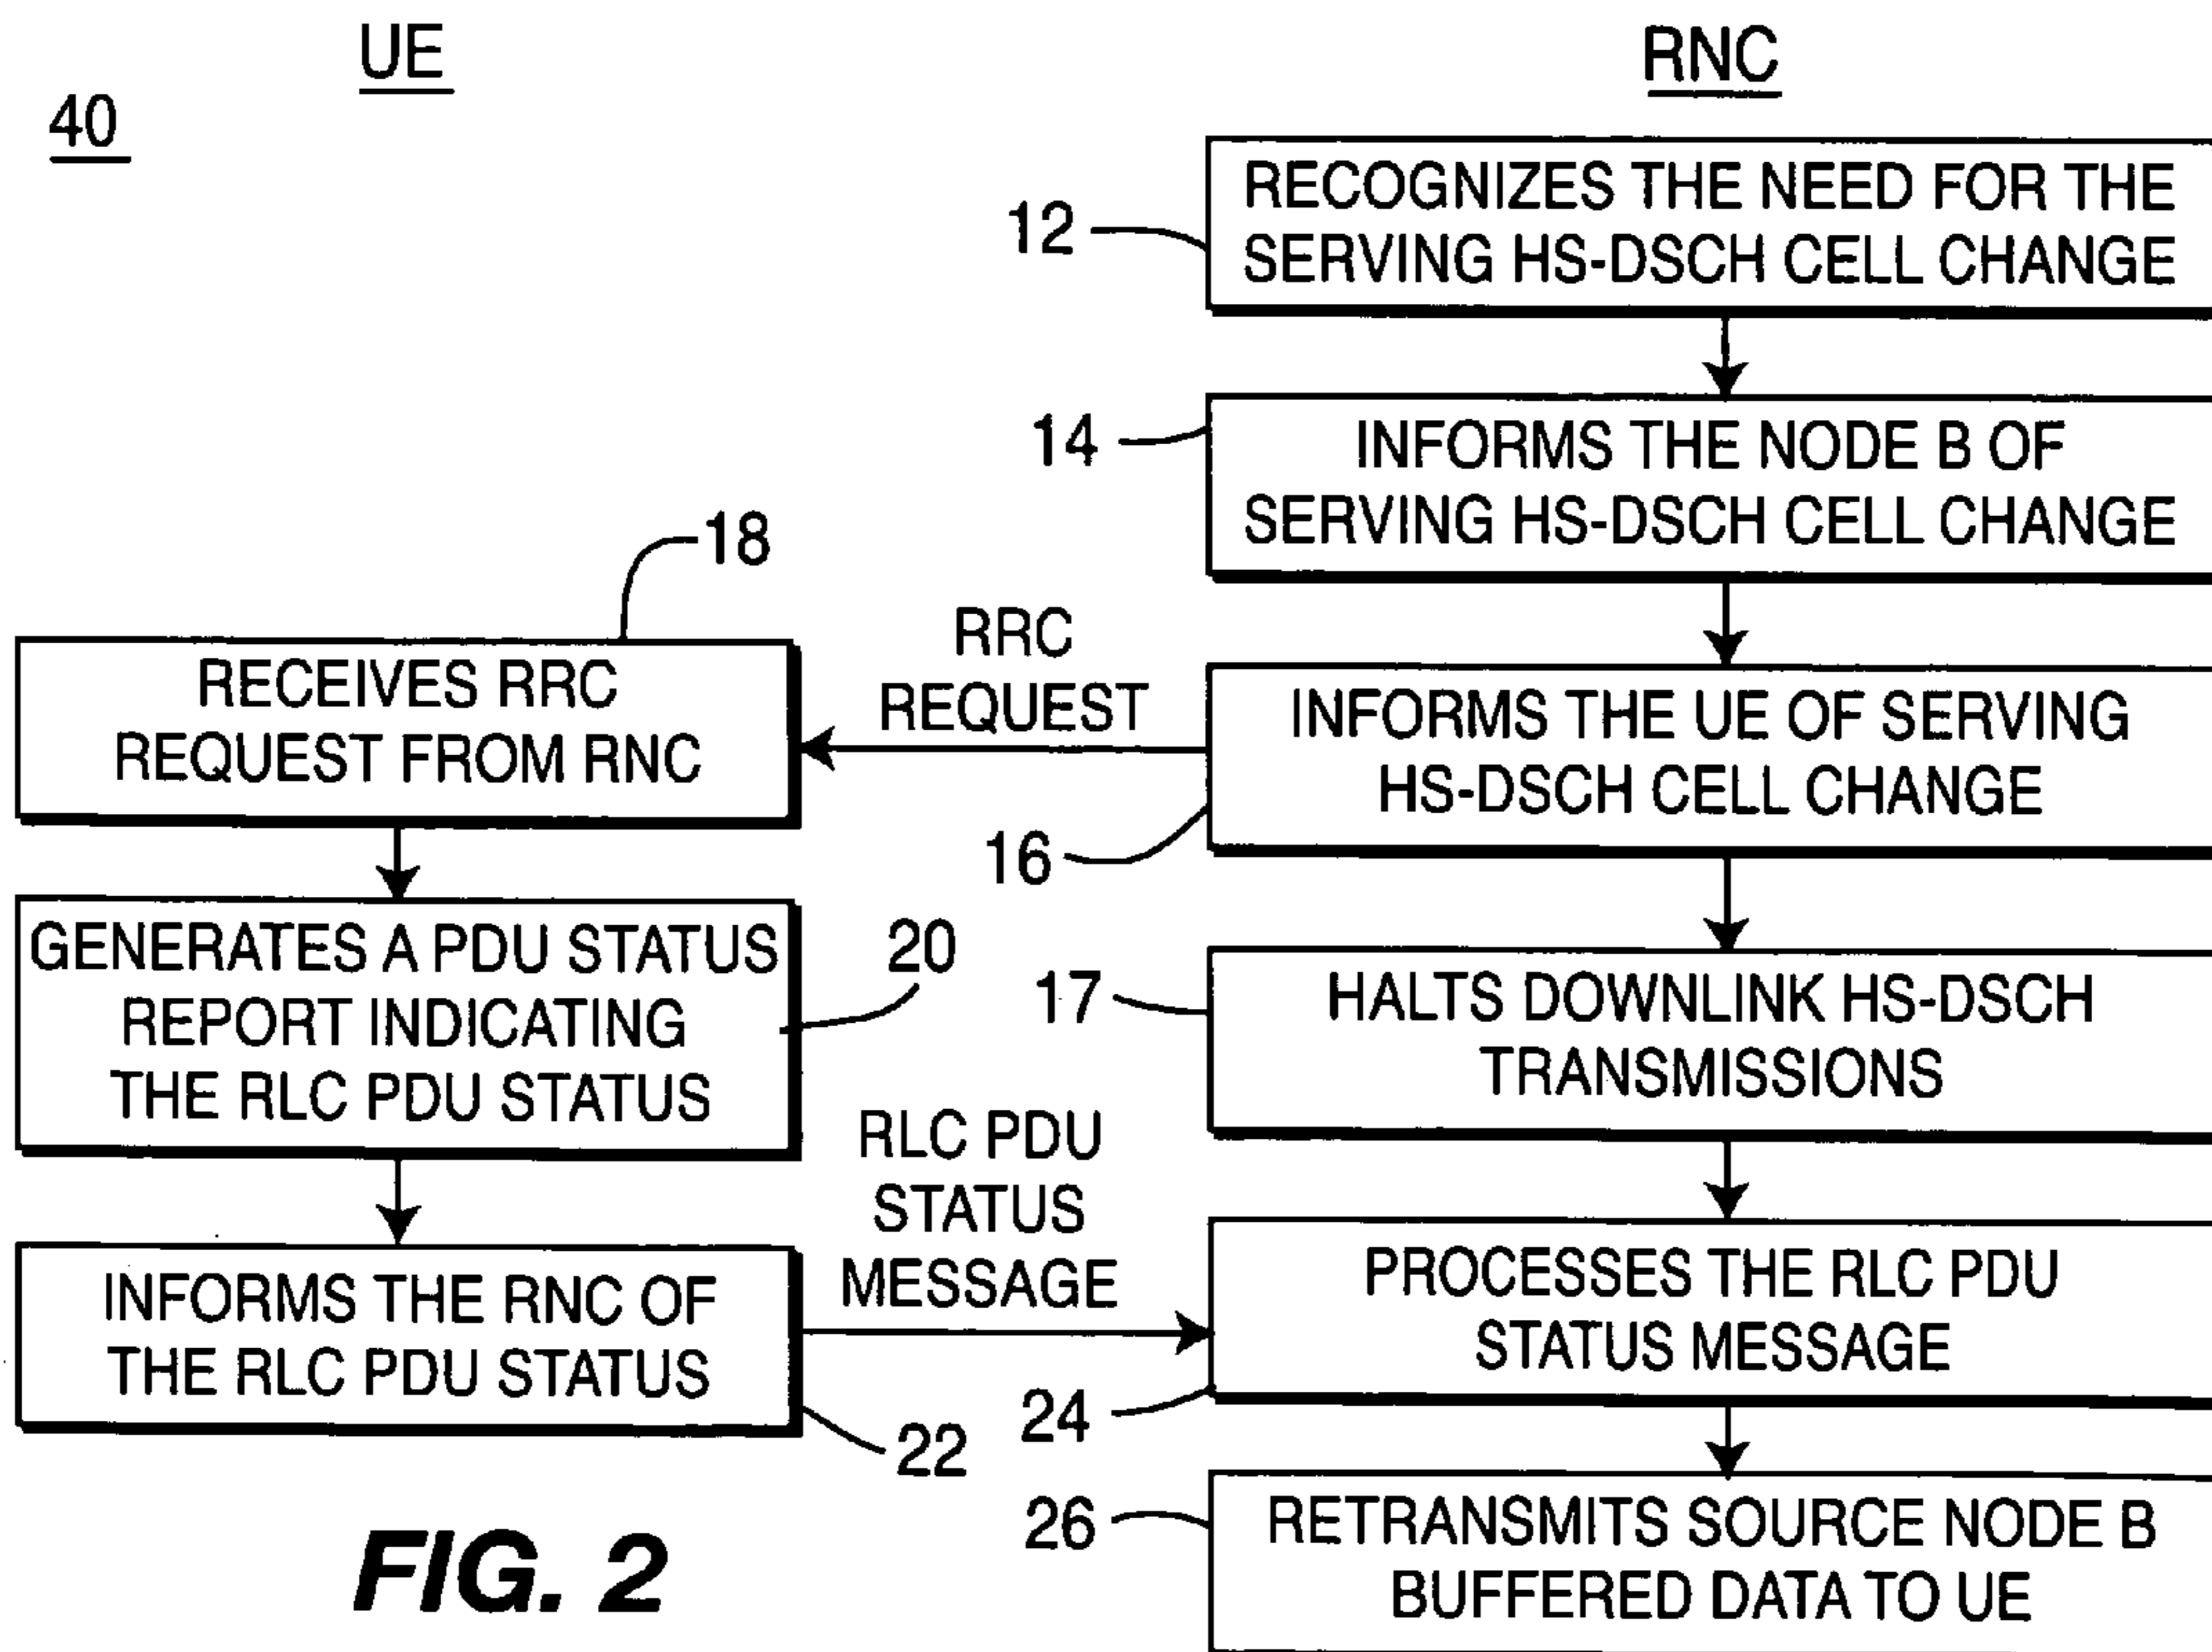 UE
RNC
40
RECOGNIZES THE NEED FOR THE
SERVING HS-DSCH CELL CHANGE
12
INFORMS THE NODE B OF
SERVING HS-DSCH CELL CHANGE
14
18
RECEIVES RRC
REQUEST FROM RNC
RRC
REQUEST
INFORMS THE UE OF SERVING
HS-DSCH CELL CHANGE
16
GENERATES A PDU STATUS
REPORT INDICATING
THE RLC PDU STATUS
20
17
HALTS DOWNLINK HS-DSCH
TRANSMISSIONS
RLC PDU
STATUS
MESSAGE
INFORMS THE RNC OF
THE RLC PDU STATUS
22
PROCESSES THE RLC PDU
STATUS MESSAGE
24
26
RETRANSMITS SOURCE NODE B
BUFFERED DATA TO UE
FIG. 2